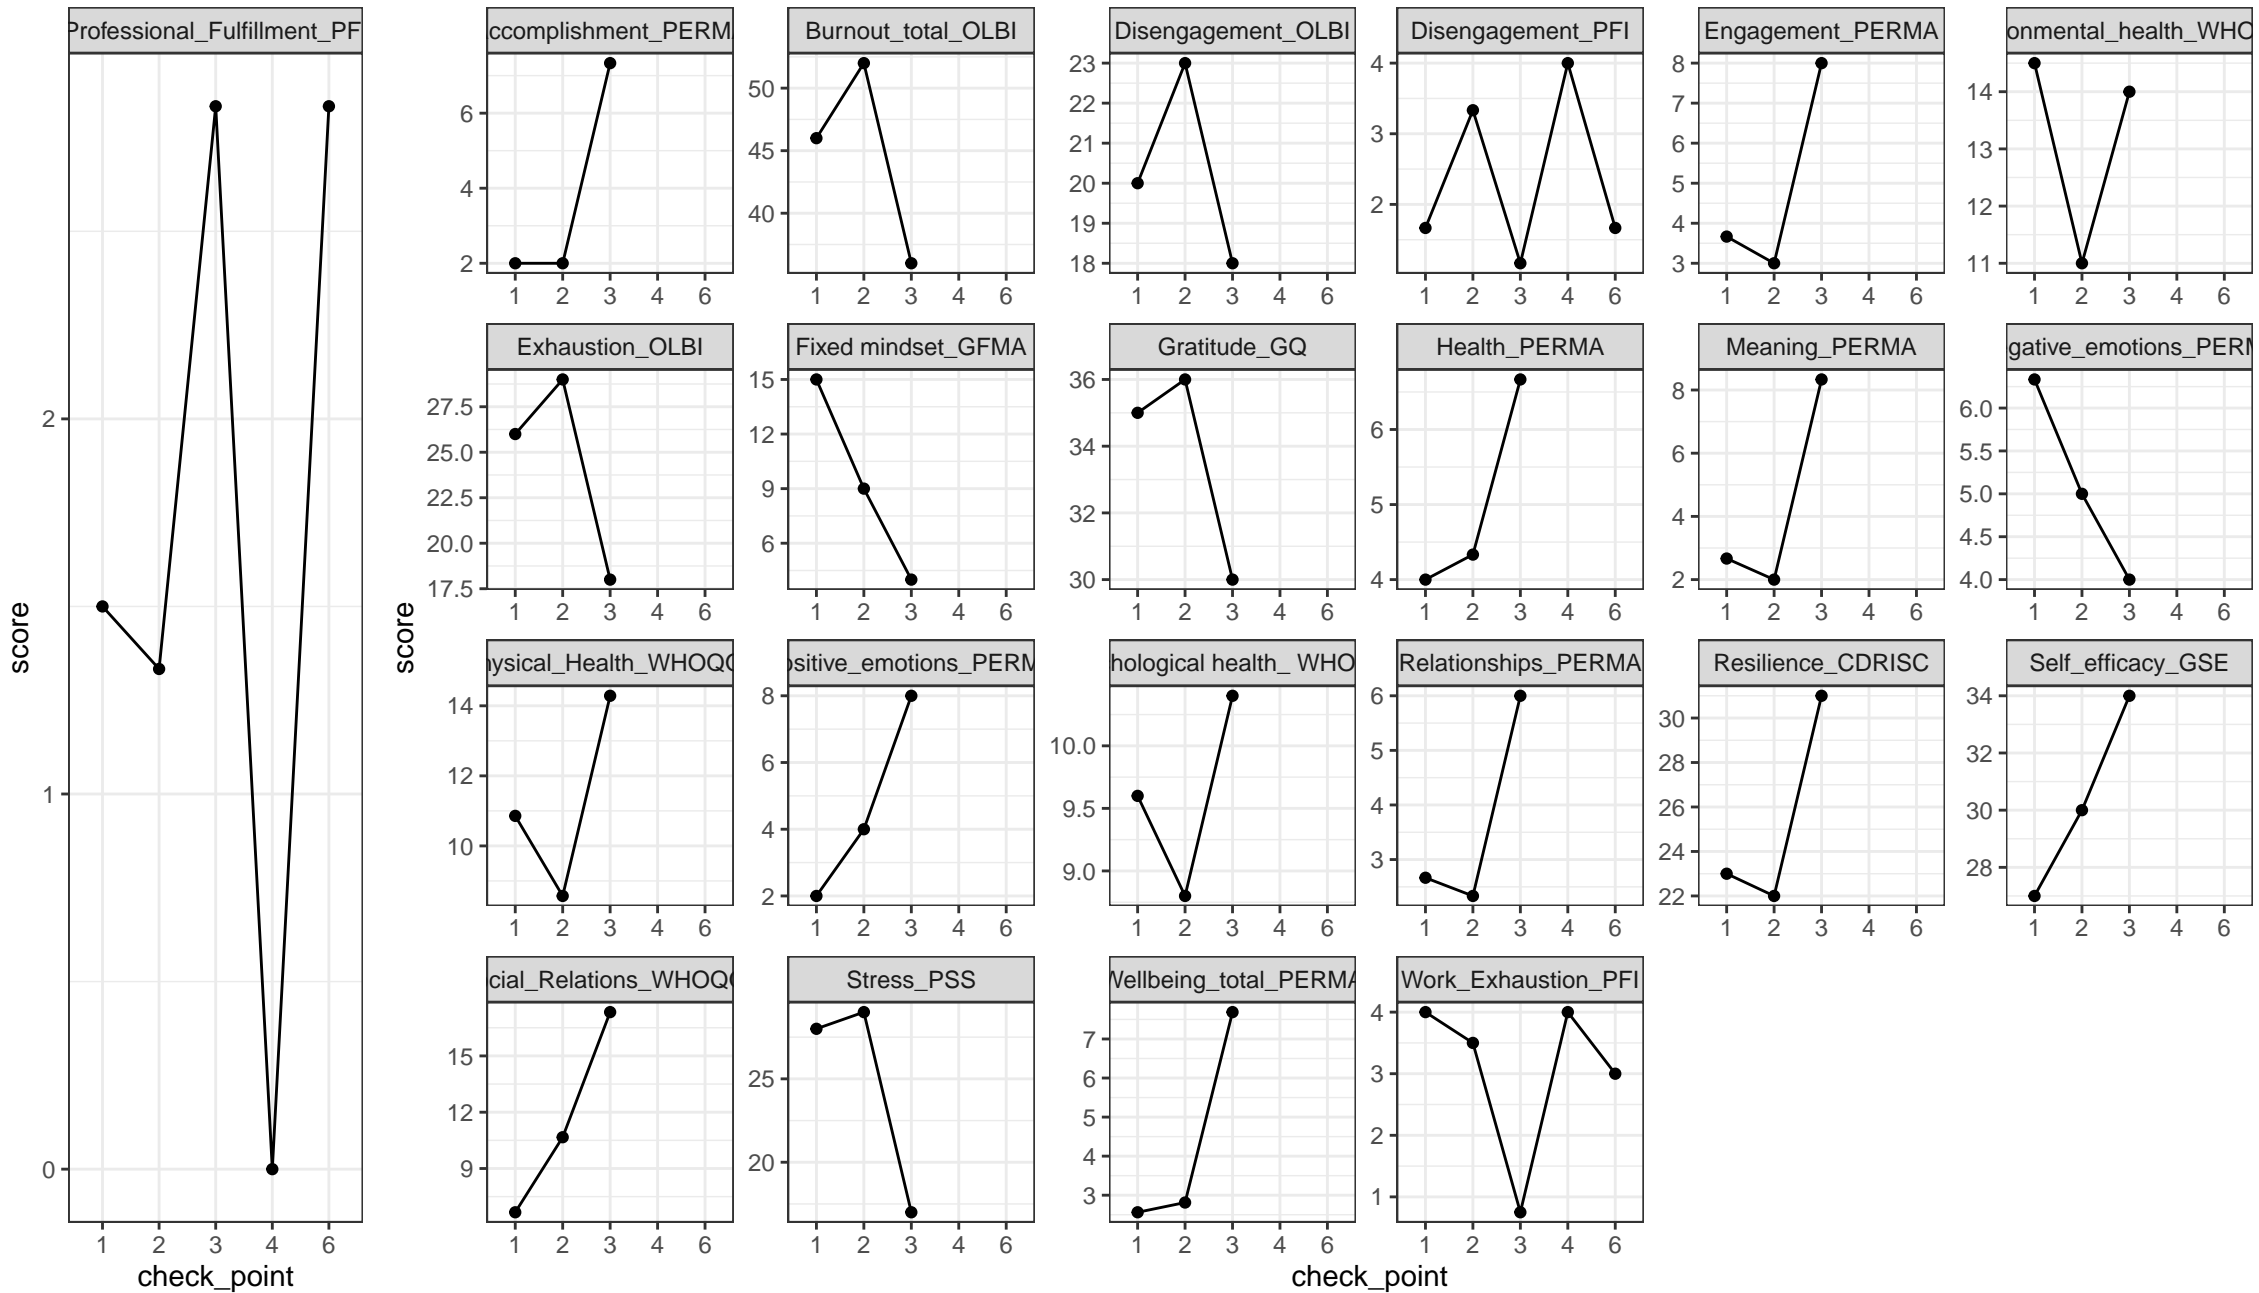 Professional_Fulfillment_PF
ccomplishment_PERMA
Burnout_total_OLBI
Disengagement_OLBI
Disengagement_PFI
Engagement_PERMA
onmental_health_WHO
score
2
1
0
1 2 3 4 6
check_point
score
6
4
2
1 2 3 4 6
50
45
40
1 2 3 4 6
23
22
21
20
19
18
1 2 3 4 6
4
3
2
1 2 3 4 6
8
7
6
5
4
3
1 2 3 4 6
14
13
12
11
1 2 3 4 6
Exhaustion_OLBI
Fixed mindset_GFMA
Gratitude_GQ
Health_PERMA
Meaning_PERMA
gative_emotions_PERM
27.5
25.0
22.5
20.0
17.5
1 2 3 4 6
15
12
9
6
1 2 3 4 6
36
34
32
30
1 2 3 4 6
6
5
4
1 2 3 4 6
8
6
4
2
1 2 3 4 6
6.0
5.5
5.0
4.5
4.0
1 2 3 4 6
hysical_Health_WHOQO
ositive_emotions_PERM
hological health_ WHO
Relationships_PERMA
Resilience_CDRISC
Self_efficacy_GSE
14
12
10
1 2 3 4 6
8
6
4
2
1 2 3 4 6
10.0
9.5
9.0
1 2 3 4 6
6
5
4
3
1 2 3 4 6
30
28
26
24
22
1 2 3 4 6
34
32
30
28
1 2 3 4 6
cial_Relations_WHOQO
Stress_PSS
Wellbeing_total_PERMA
Work_Exhaustion_PFI
15
12
9
1 2 3 4 6
25
20
1 2 3 4 6
7
6
5
4
3
1 2 3 4 6
4
3
2
1
1 2 3 4 6
check_point